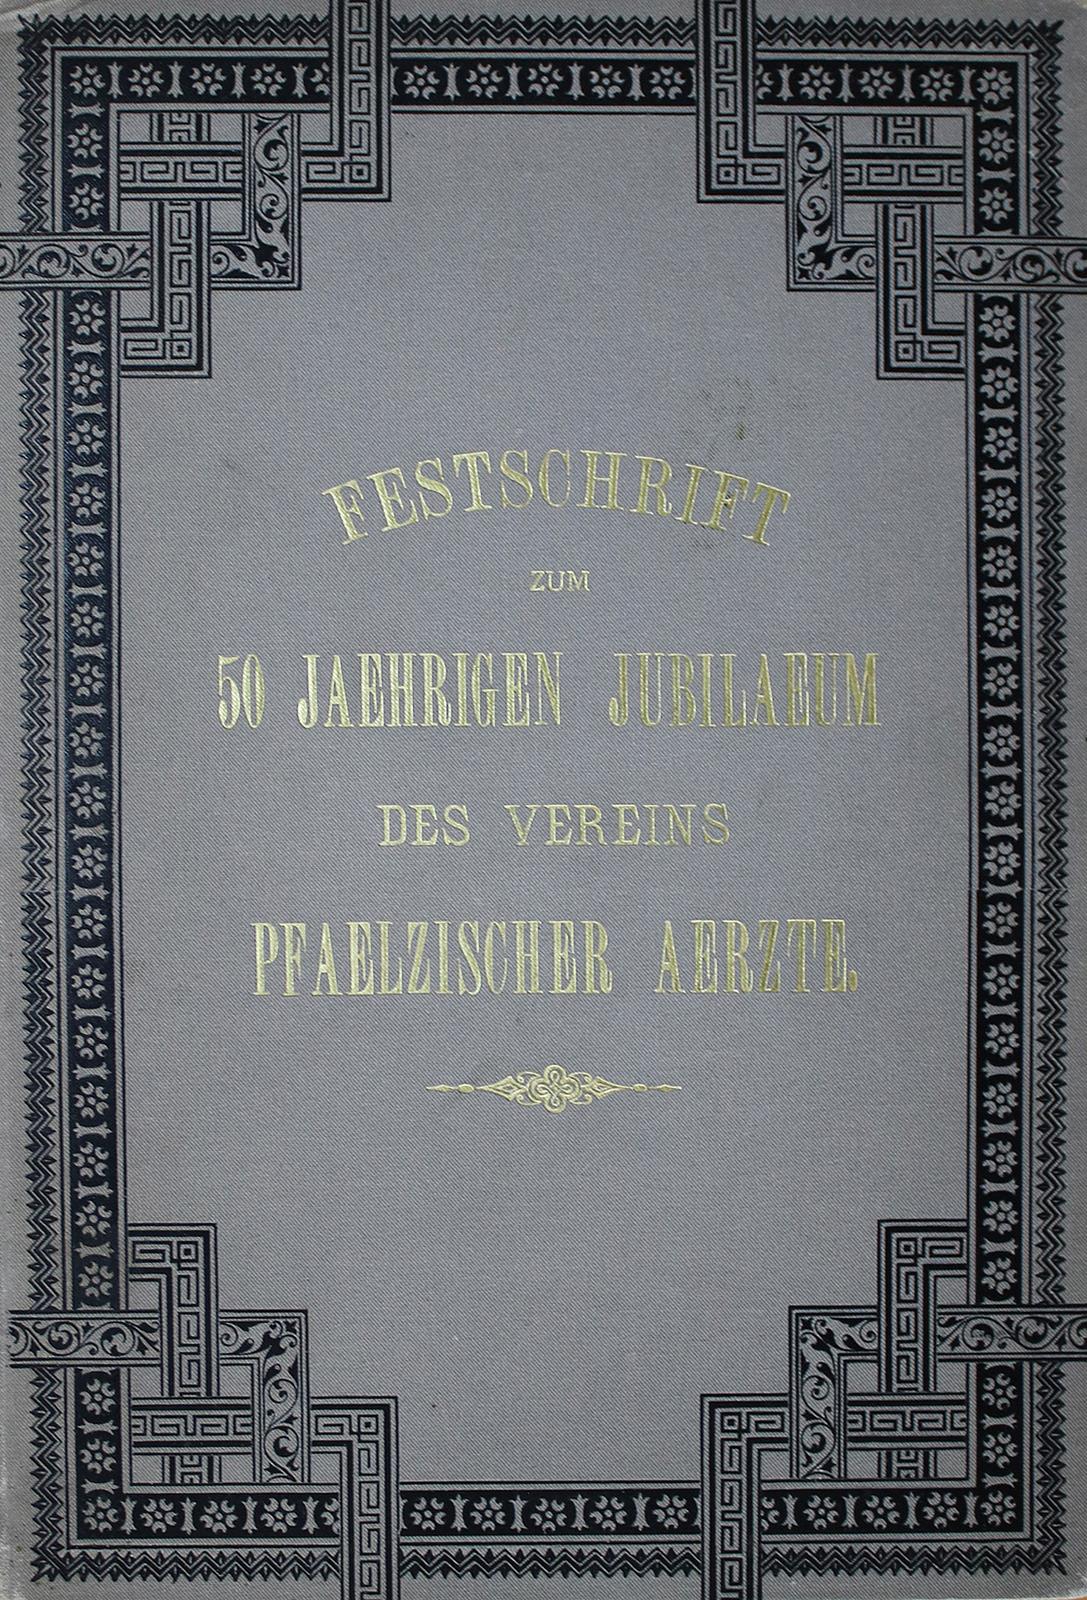 FESTSCHRIFT
ZUM
50 JAEHRIGEN JUBILAEUM
DES VEREINS
PFAELZISCHER AERZTE.